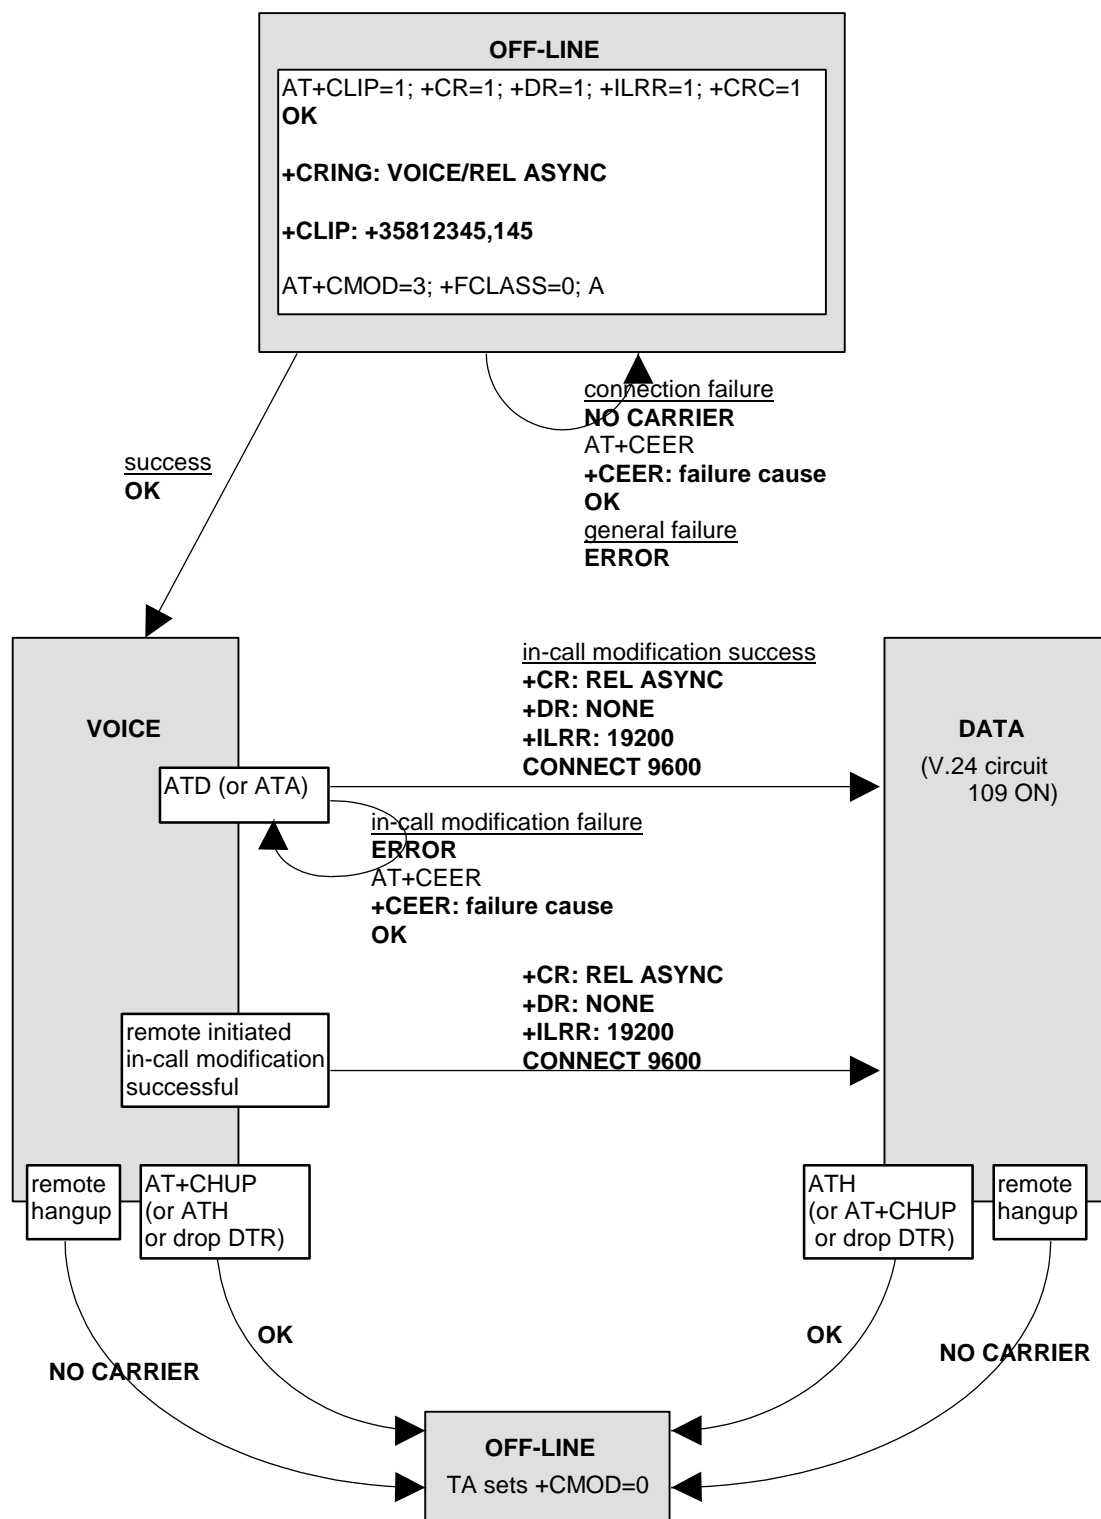 OFF-LINE
AT+CLIP=1; +CR=1; +DR=1; +ILRR=1; +CRC=1
OK
+CRING: VOICE/REL ASYNC
+CLIP: +35812345,145
AT+CMOD=3; +FCLASS=0; A
connection failure
NO CARRIER
AT+CEER
+CEER: failure cause
OK
general failure
ERROR
success
OK
in-call modification success
+CR: REL ASYNC
+DR: NONE
+ILRR: 19200
CONNECT 9600
VOICE
DATA
(V.24 circuit
109 ON)
ATD (or ATA)
in-call modification failure
ERROR
AT+CEER
+CEER: failure cause
OK
+CR: REL ASYNC
+DR: NONE
+ILRR: 19200
CONNECT 9600
remote initiated
in-call modification
successful
remote
hangup
AT+CHUP
(or ATH
or drop DTR)
ATH
(or AT+CHUP
or drop DTR)
remote
hangup
OK
NO CARRIER
OK
NO CARRIER
OFF-LINE
TA sets +CMOD=0